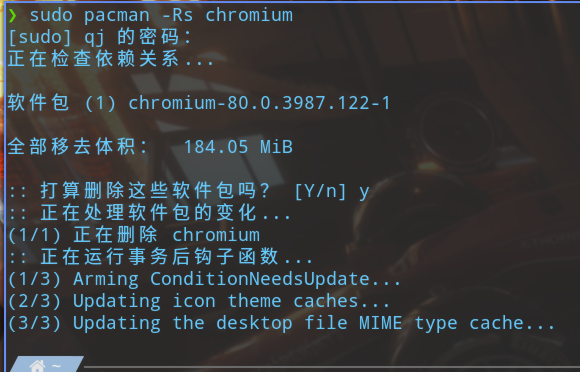 ❯ sudo pacman -Rs chromium
[sudo] qj 的密码：
正在检查依赖关系...
软件包 (1) chromium-80.0.3987.122-1
全部移去体积：  184.05 MiB
:: 打算删除这些软件包吗？ [Y/n] y
:: 正在处理软件包的变化...
(1/1) 正在删除 chromium
:: 正在运行事务后钩子函数...
(1/3) Arming ConditionNeedsUpdate...
(2/3) Updating icon theme caches...
(3/3) Updating the desktop file MIME type cache...
~